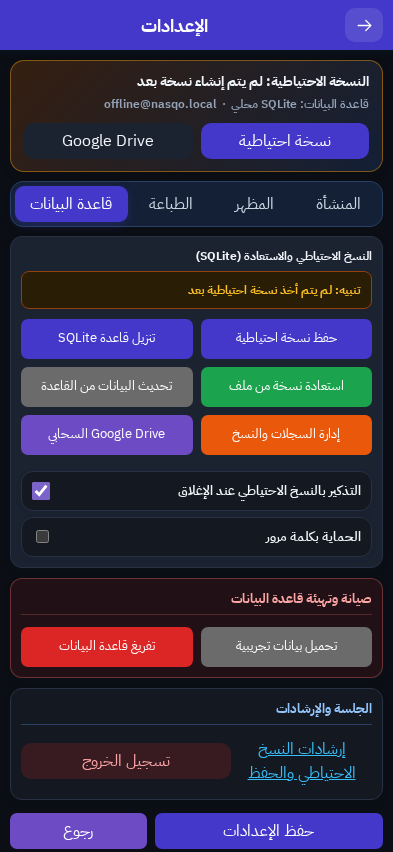 الإعدادات
النسخة الاحتياطية: لم يتم إنشاء نسخة بعد
قاعدة البيانات: SQLite محلي · offline@nasqo.local
نسخة احتياطية
Google Drive
المنشأة
المظهر
الطباعة
قاعدة البيانات
النسخ الاحتياطي والاستعادة (SQLite)
تنبيه: لم يتم أخذ نسخة احتياطية بعد
حفظ نسخة احتياطية
تنزيل قاعدة SQLite
استعادة نسخة من ملف
تحديث البيانات من القاعدة
إدارة السجلات والنسخ
Google Drive السحابي
التذكير بالنسخ الاحتياطي عند الإغلاق
الحماية بكلمة مرور
صيانة وتهيئة قاعدة البيانات
تحميل بيانات تجريبية
تفريغ قاعدة البيانات
الجلسة والإرشادات
إرشادات النسخ
الاحتياطي والحفظ
تسجيل الخروج
حفظ الإعدادات
رجوع